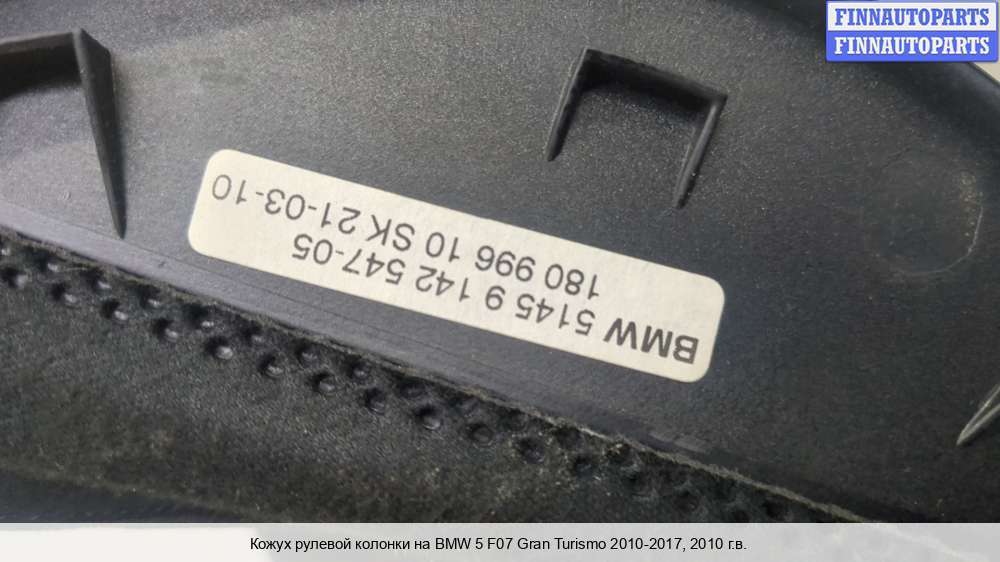 FINNAUTOPARTS
FINNAUTOPARTS
BMW 5145 9 142 547-05
180 996 10 SK 21-03-10
Кожух рулевой колонки на BMW 5 F07 Gran Turismo 2010-2017, 2010 г.в.